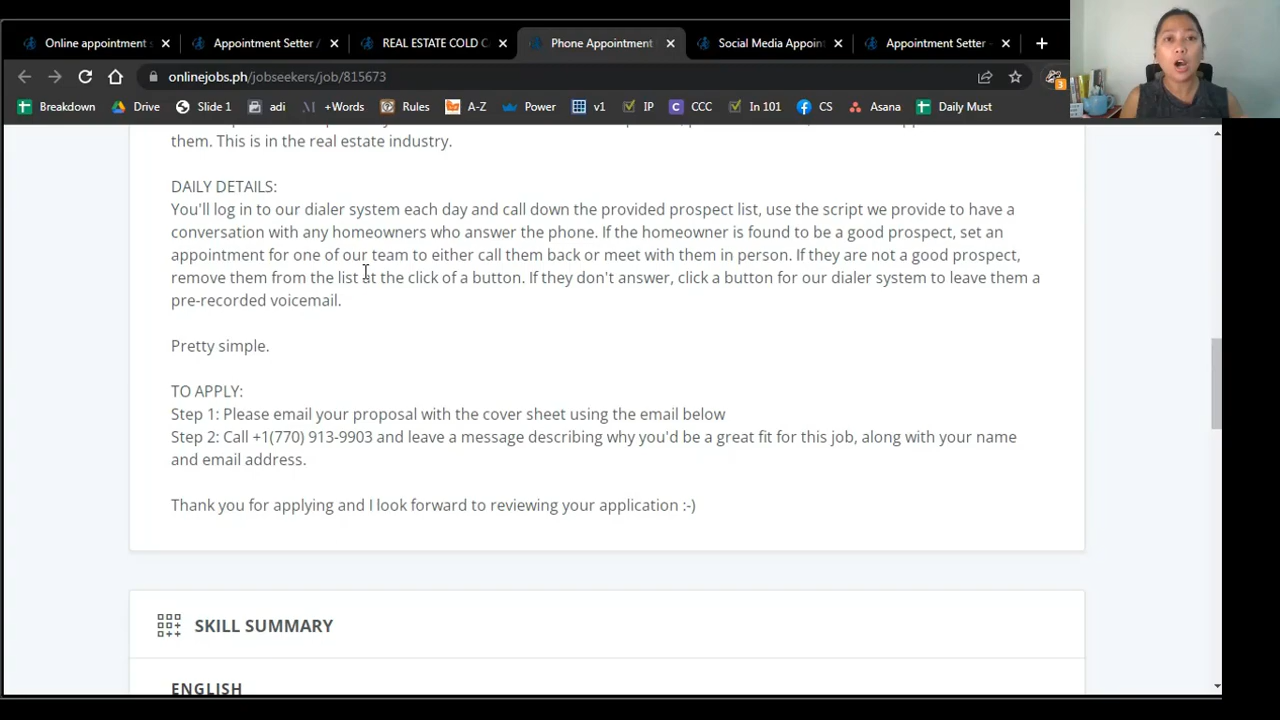 Online appointment s
Appointment Setter /
REAL ESTATE COLD C
Phone Appointment
Social Media Appoin
Appointment Setter -
onlinejobs.ph/jobseekers/job/815673
3
Breakdown
Drive
Slide 1
adi
+Words
Rules
A-Z
Power
v1
IP
CCC
In 101
CS
Asana
Daily Must
them. This is in the real estate industry.
DAILY DETAILS:
You'll log in to our dialer system each day and call down the provided prospect list, use the script we provide to have a
conversation with any homeowners who answer the phone. If the homeowner is found to be a good prospect, set an
appointment for one of our team to either call them back or meet with them in person. If they are not a good prospect,
remove them from the list at the click of a button. If they don't answer, click a button for our dialer system to leave them a
pre-recorded voicemail.
Pretty simple.
TO APPLY:
Step 1: Please email your proposal with the cover sheet using the email below
Step 2: Call +1(770) 913-9903 and leave a message describing why you'd be a great fit for this job, along with your name
and email address.
Thank you for applying and I look forward to reviewing your application :-)
SKILL SUMMARY
ENGLISH